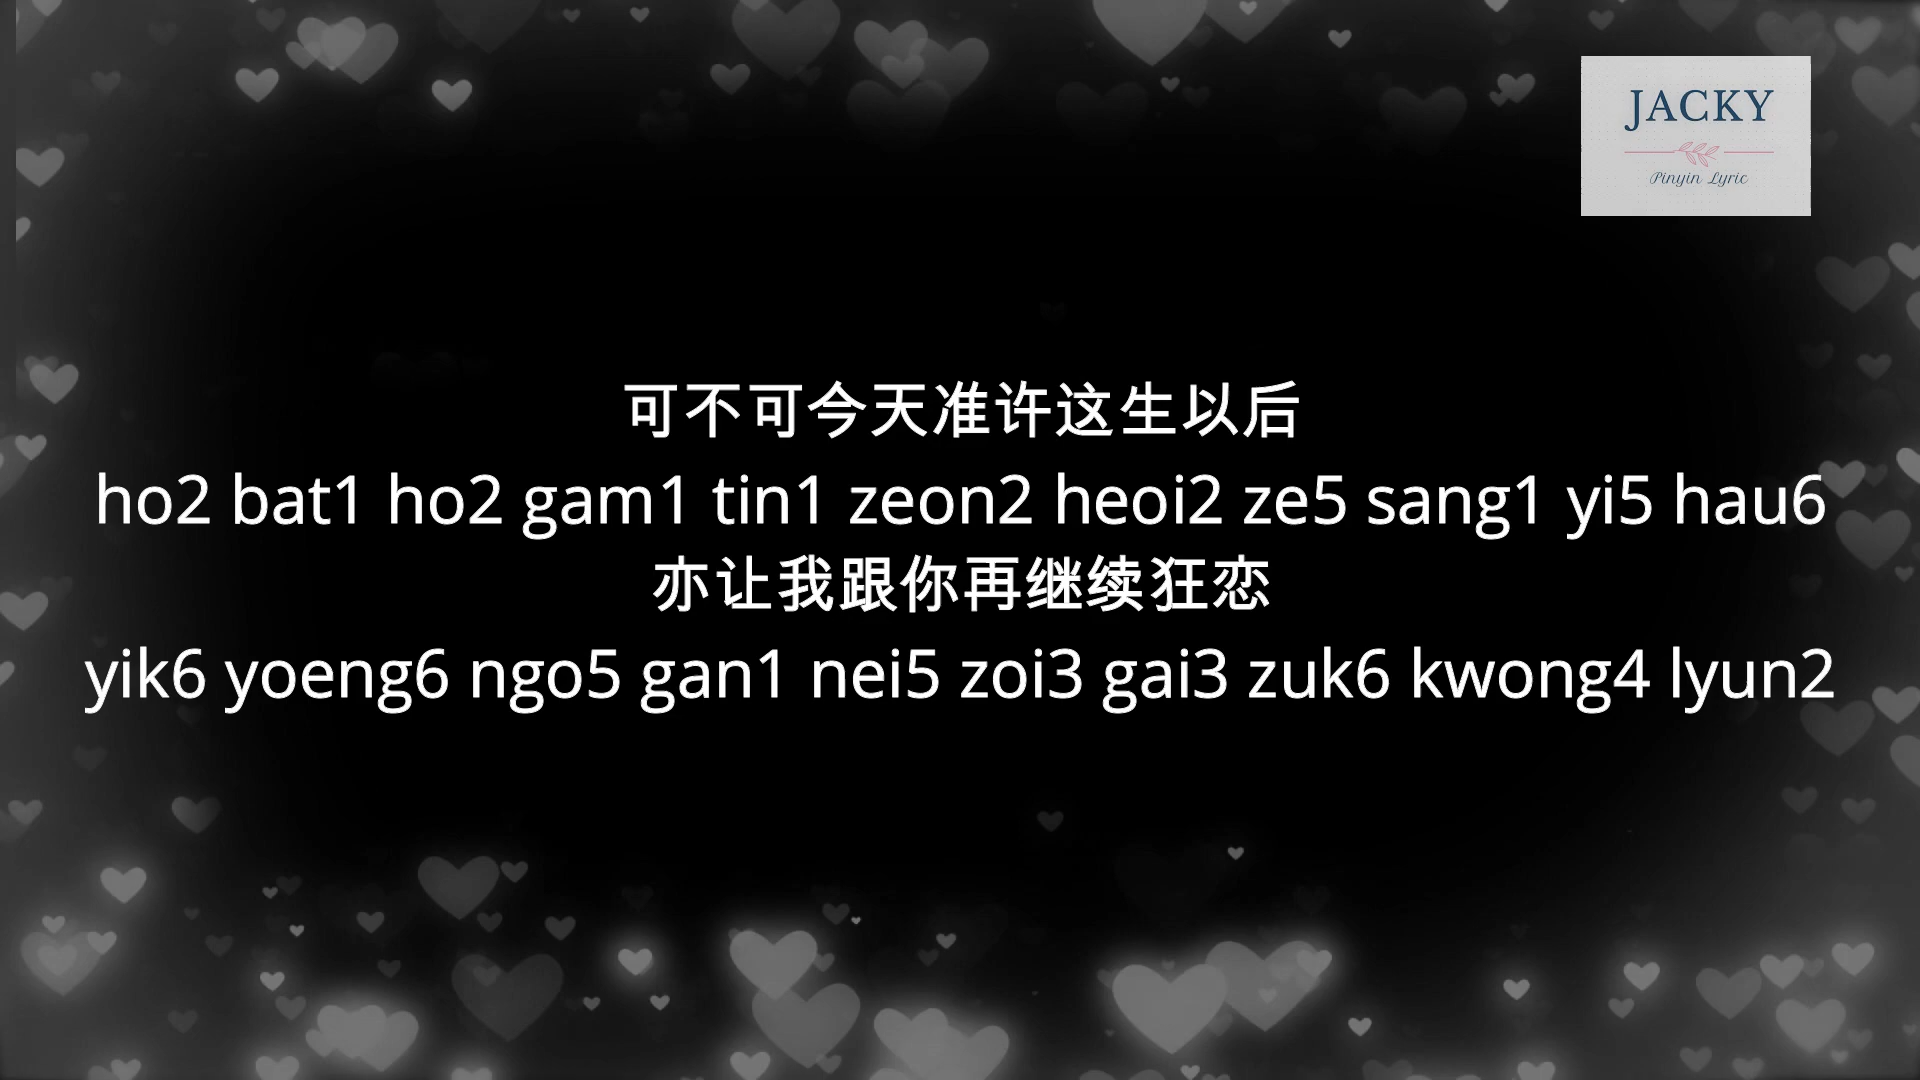 JACKY
Pinyin Lyric
可不可今天准许这生以后
ho2 bat1 ho2 gam1 tin1 zeon2 heoi2 ze5 sang1 yi5 hau6
亦让我跟你再继续狂恋
yik6 yoeng6 ngo5 gan1 nei5 zoi3 gai3 zuk6 kwong4 lyun2